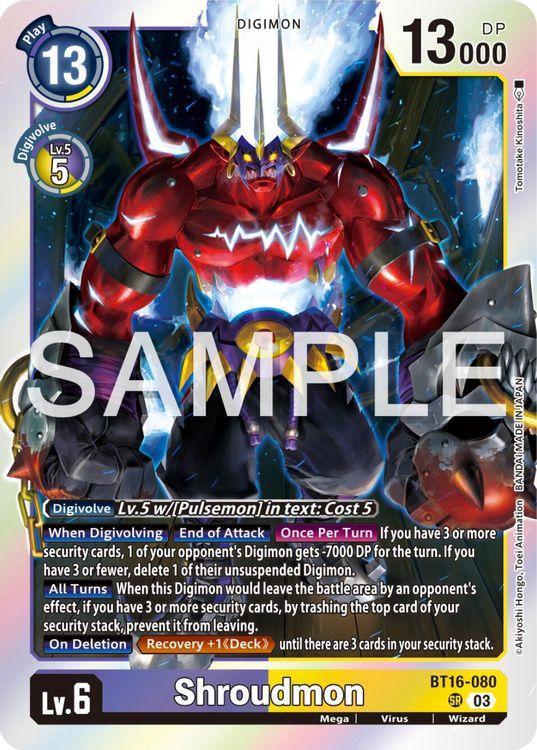 Play
13
DIGIMON
13000
DP
Digivolve
Lv.5
5
Tomotake Kinoshita
SAMPLE
©Akiyoshi Hongo, Toei Animation BANDAI MADE IN JAPAN
Digivolve Lv.5 w/[Pulsemon] in text: Cost 5
When Digivolving End of Attack Once Per Turn If you have 3 or more
security cards, 1 of your opponent's Digimon gets -7000 DP for the turn. If you
have 3 or fewer, delete 1 of their unsuspended Digimon.
All Turns When this Digimon would leave the battle area by an opponent's
effect, if you have 3 or more security cards, by trashing the top card of your
security stack, prevent it from leaving.
On Deletion Recovery +1《Deck》 until there are 3 cards in your security stack.
Lv.6
Shroudmon
BT16-080
SR 03
Mega Virus Wizard